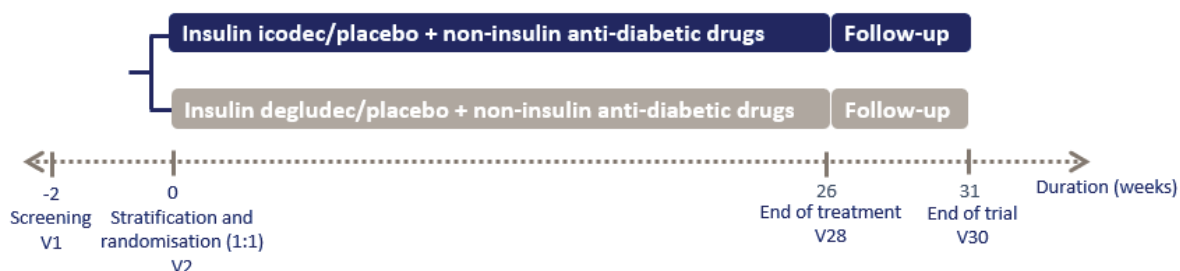 Insulin icodec/placebo + non-insulin anti-diabetic drugs
Follow-up
Insulin degludec/placebo + non-insulin anti-diabetic drugs
Follow-up
-2
Screening
V1
0
Stratification and
randomisation (1:1)
V2
26
End of treatment
V28
31
End of trial
V30
Duration (weeks)